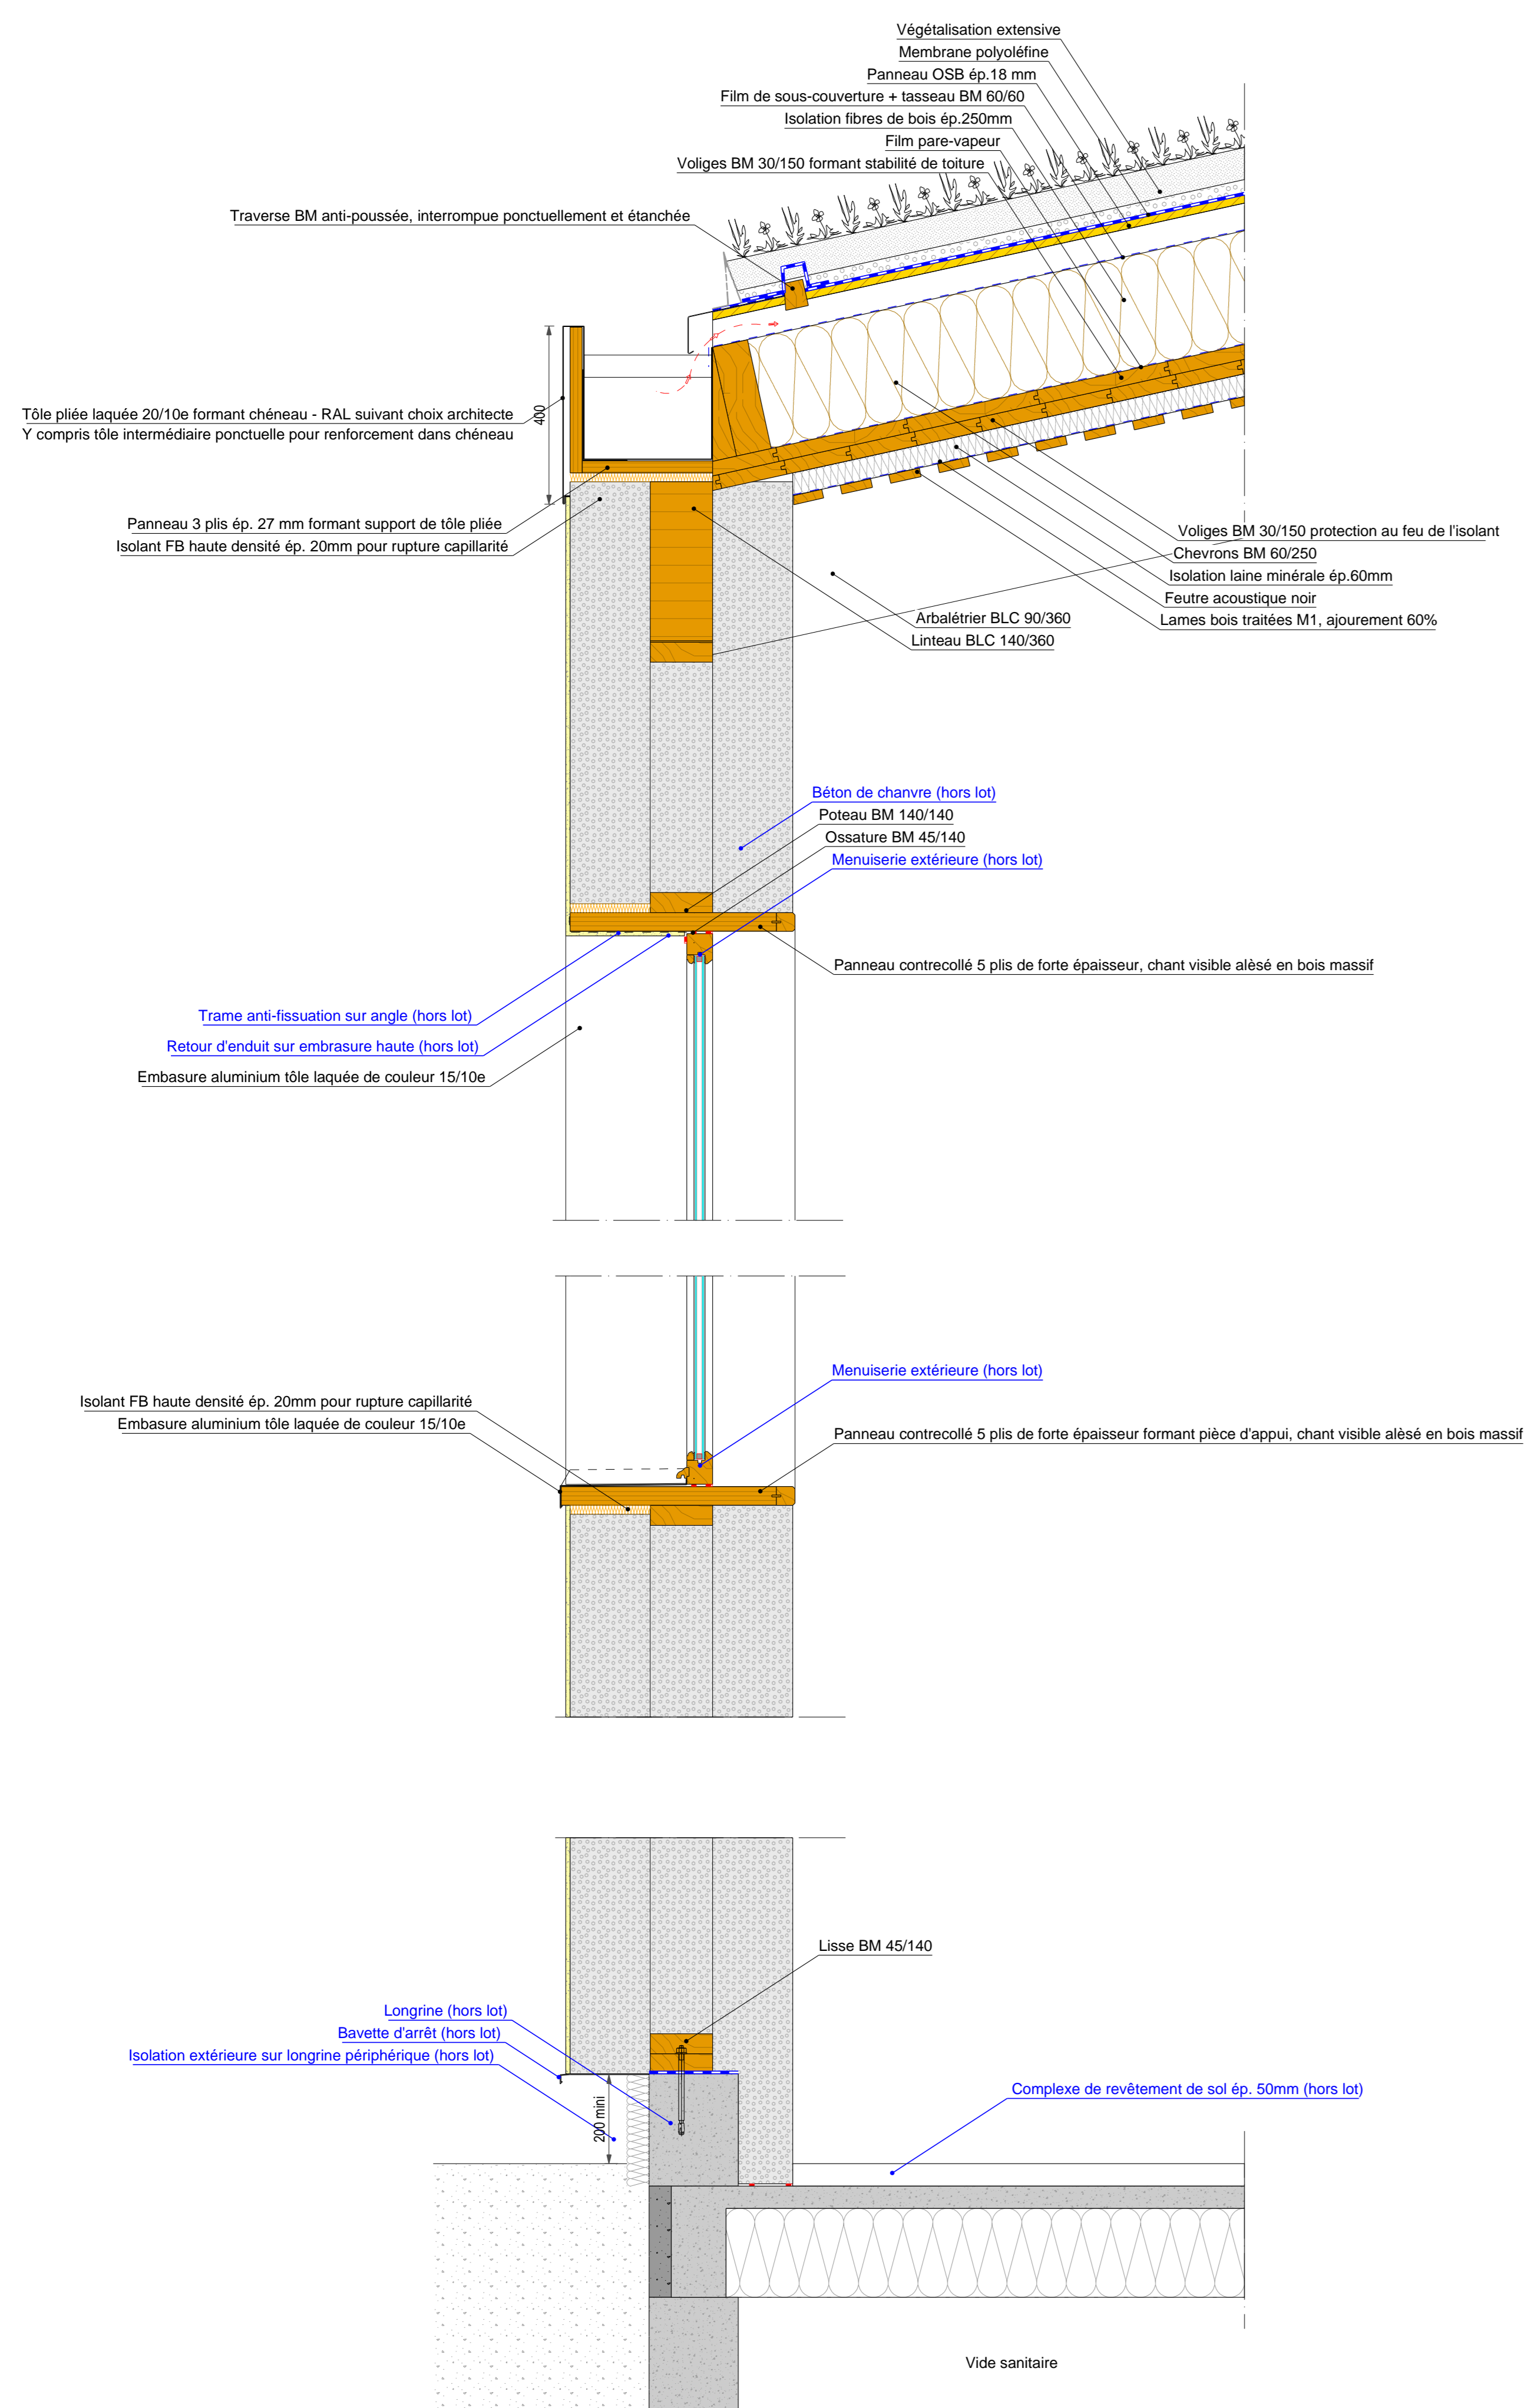 Végétalisation extensive
Membrane polyoléfine
Panneau OSB ép.18 mm
Film de sous-couverture + tasseau BM 60/60
Isolation fibres de bois ép.250mm
Film pare-vapeur
Voliges BM 30/150 formant stabilité de toiture
Traverse BM anti-poussée, interrompue ponctuellement et étanchée
400
Tôle pliée laquée 20/10e formant chéneau - RAL suivant choix architecte
Y compris tôle intermédiaire ponctuelle pour renforcement dans chéneau
Panneau 3 plis ép. 27 mm formant support de tôle pliée
Isolant FB haute densité ép. 20mm pour rupture capillarité
Voliges BM 30/150 protection au feu de l'isolant
Chevrons BM 60/250
Isolation laine minérale ép.60mm
Feutre acoustique noir
Lames bois traitées M1, ajourement 60%
Arbalétrier BLC 90/360
Linteau BLC 140/360
Béton de chanvre (hors lot)
Poteau BM 140/140
Ossature BM 45/140
Menuiserie extérieure (hors lot)
Panneau contrecollé 5 plis de forte épaisseur, chant visible alèsé en bois massif
Trame anti-fissuation sur angle (hors lot)
Retour d'enduit sur embrasure haute (hors lot)
Embasure aluminium tôle laquée de couleur 15/10e
Menuiserie extérieure (hors lot)
Isolant FB haute densité ép. 20mm pour rupture capillarité
Embasure aluminium tôle laquée de couleur 15/10e
Panneau contrecollé 5 plis de forte épaisseur formant pièce d'appui, chant visible alèsé en bois massif
Lisse BM 45/140
Longrine (hors lot)
Bavette d'arrêt (hors lot)
Isolation extérieure sur longrine périphérique (hors lot)
200 mini
Complexe de revêtement de sol ép. 50mm (hors lot)
Vide sanitaire